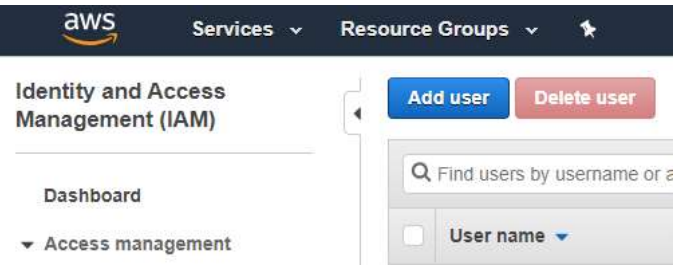 aws Services Resource Groups
Identity and Access
Management (IAM)
Add user Delete user
Find users by username or
Dashboard
User name
Access management